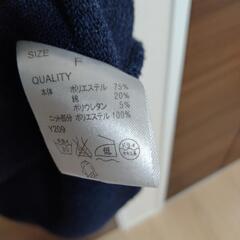 SIZE F
QUALITY
本体 ポリエステル 75%
綿 20%
ポリウレタン 5%
ニット部分 ポリエステル 100%
Y209
低